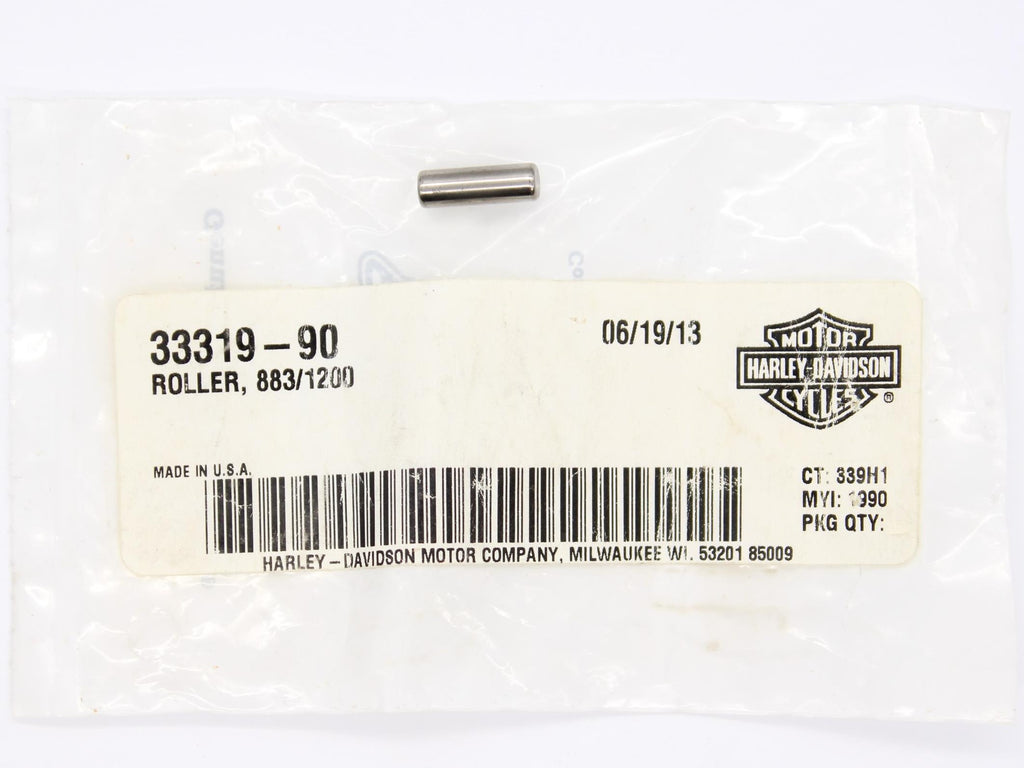 33319-90
ROLLER, 883/1200
06/19/13
MOTOR
HARLEY-DAVIDSON
CYCLES
®
MADE IN U.S.A.
CT: 339H1
MYI: 1990
PKG QTY:
HARLEY-DAVIDSON MOTOR COMPANY, MILWAUKEE WI. 53201 85009